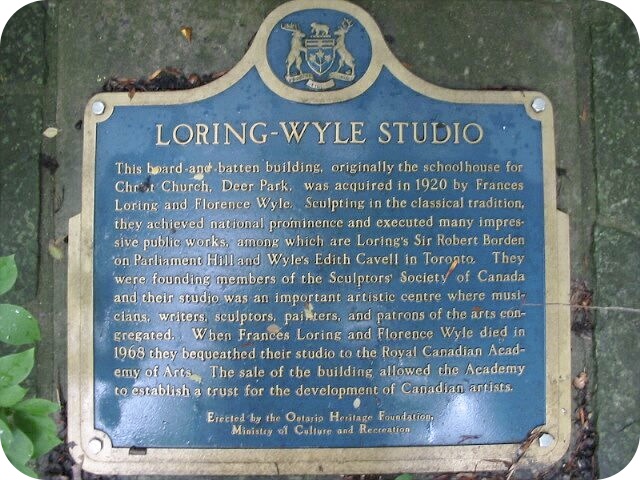 LORING-WYLE STUDIO
This board-and-batten building, originally the schoolhouse for
Christ Church, Deer Park, was acquired in 1920 by Frances
Loring and Florence Wyle. Sculpting in the classical tradition,
they achieved national prominence and executed many impres-
sive public works, among which are Loring's Sir Robert Borden
on Parliament Hill and Wyle's Edith Cavell in Toronto. They
were founding members of the Sculptors' Society of Canada
and their studio was an important artistic centre where musi-
cians, writers, sculptors, painters, and patrons of the arts con-
gregated. When Frances Loring and Florence Wyle died in
1968 they bequeathed their studio to the Royal Canadian Acad-
emy of Arts. The sale of the building allowed the Academy
to establish a trust for the development of Canadian artists.
Erected by the Ontario Heritage Foundation,
Ministry of Culture and Recreation